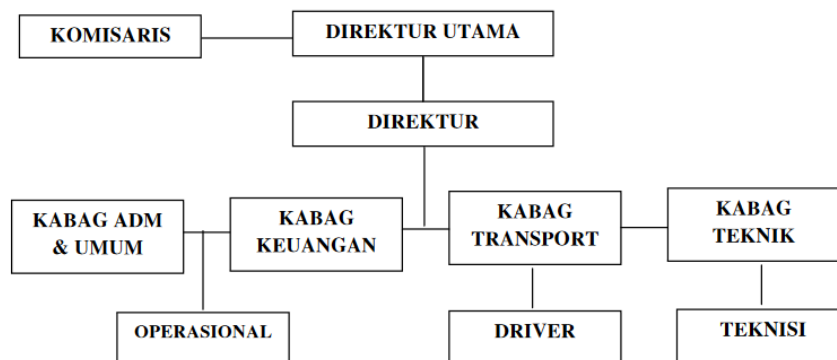 KOMISARIS
DIREKTUR UTAMA
DIREKTUR
KABAG ADM
& UMUM
KABAG
KEUANGAN
KABAG
TRANSPORT
KABAG
TEKNIK
OPERASIONAL
DRIVER
TEKNISI